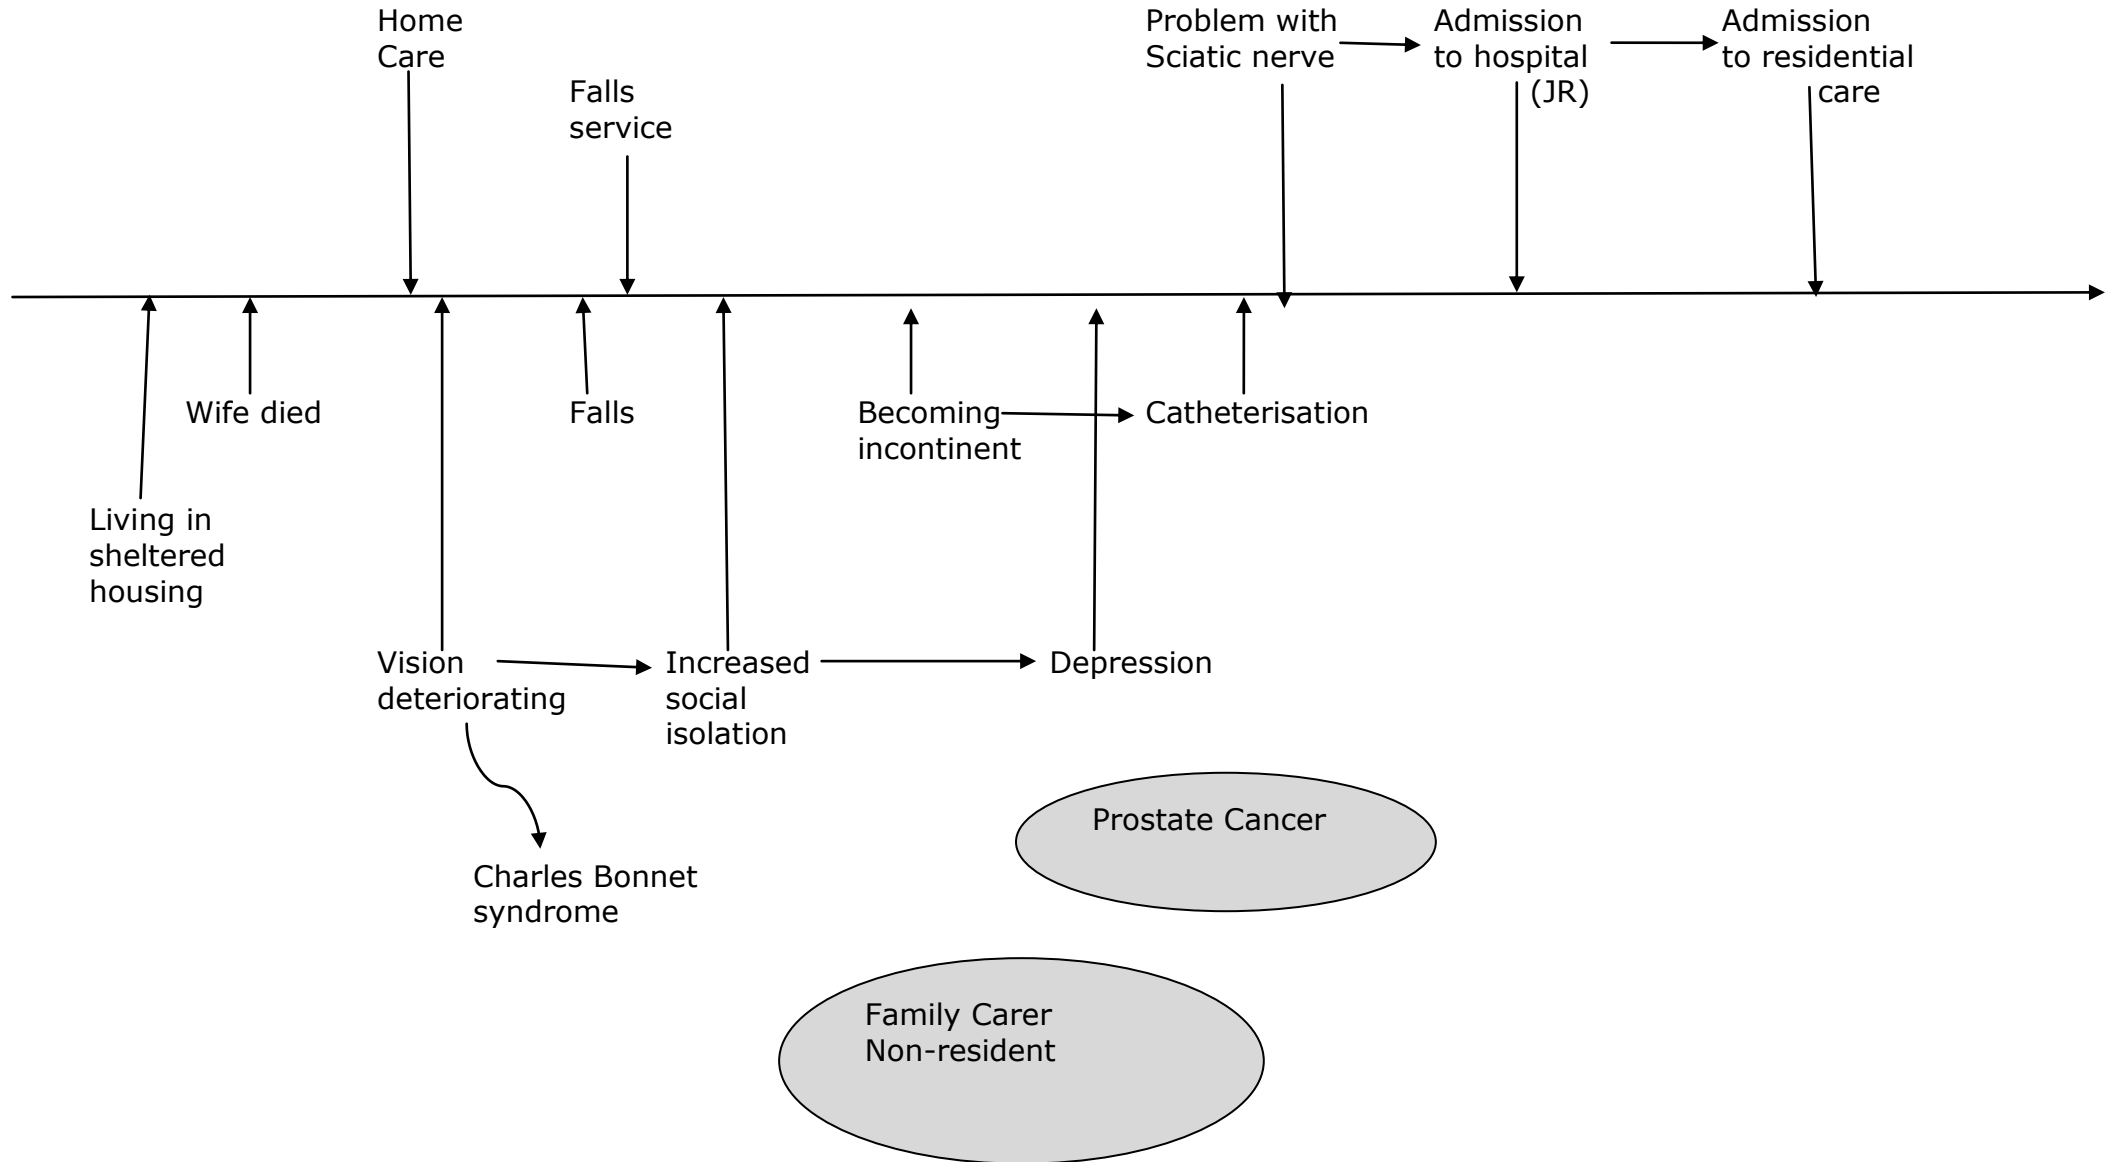 Home
Care
Falls
service
Problem with
Sciatic nerve
Admission
to hospital
(JR)
Admission
to residential
care
Living in
sheltered
housing
Wife died
Falls
Becoming
incontinent
Catheterisation
Vision
deteriorating
Increased
social
isolation
Depression
Charles Bonnet
syndrome
Prostate Cancer
Family Carer
Non-resident